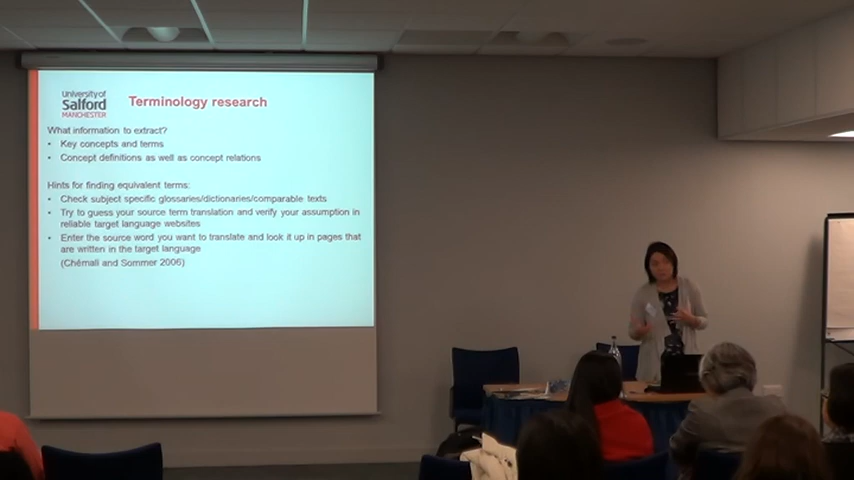 University of
Salford
MANCHESTER
Terminology research
What information to extract?
• Key concepts and terms
• Concept definitions as well as concept relations
Hints for finding equivalent terms:
• Check subject specific glossaries/dictionaries/comparable texts
• Try to guess your source term translation and verify your assumption in
reliable target language websites
• Enter the source word you want to translate and look it up in pages that
are written in the target language
(Chémali and Sommer 2006)